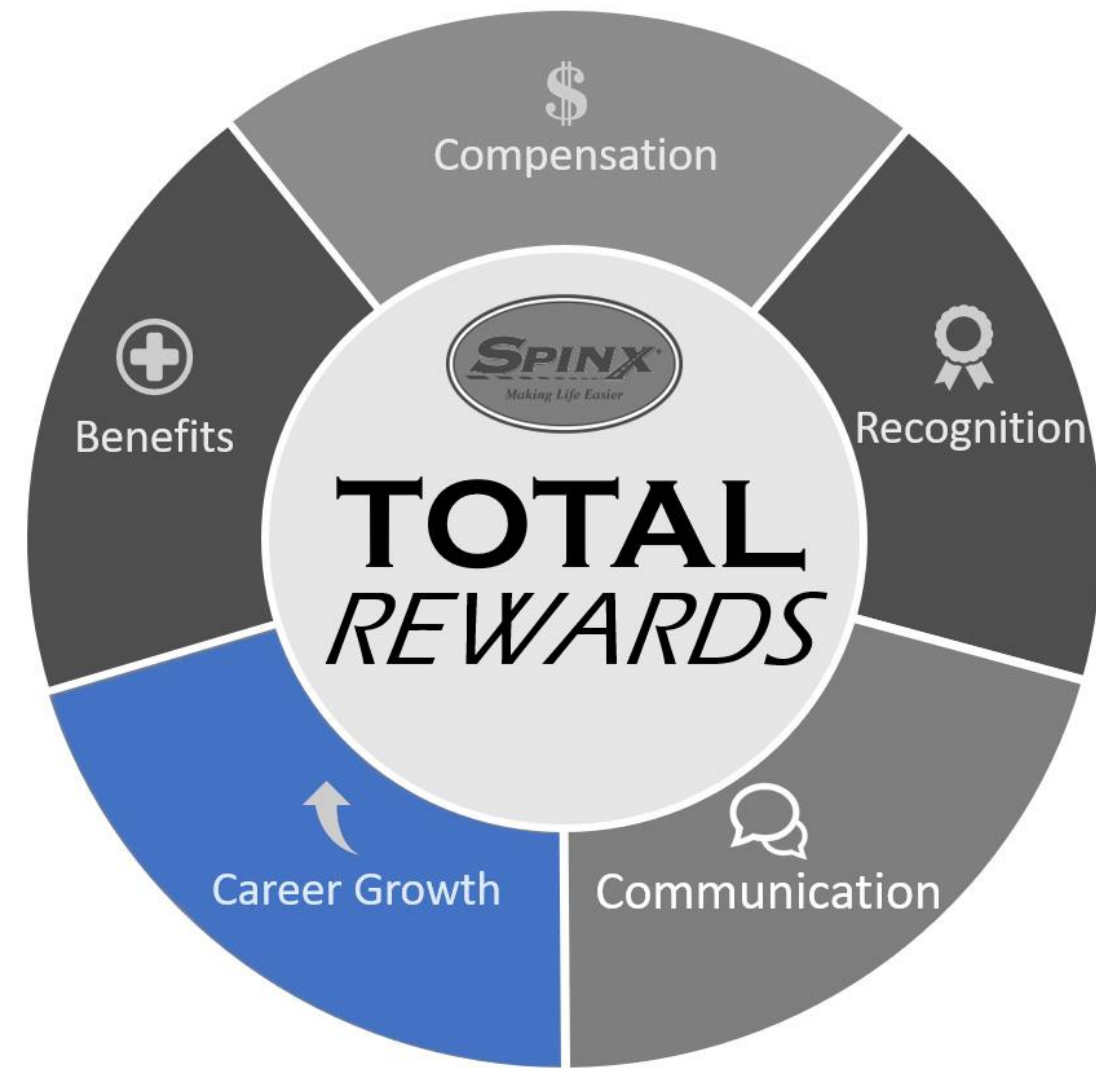 $
Compensation
Benefits
Recognition
SPINX
Making Life Easier
TOTAL
REWARDS
Career Growth
Communication